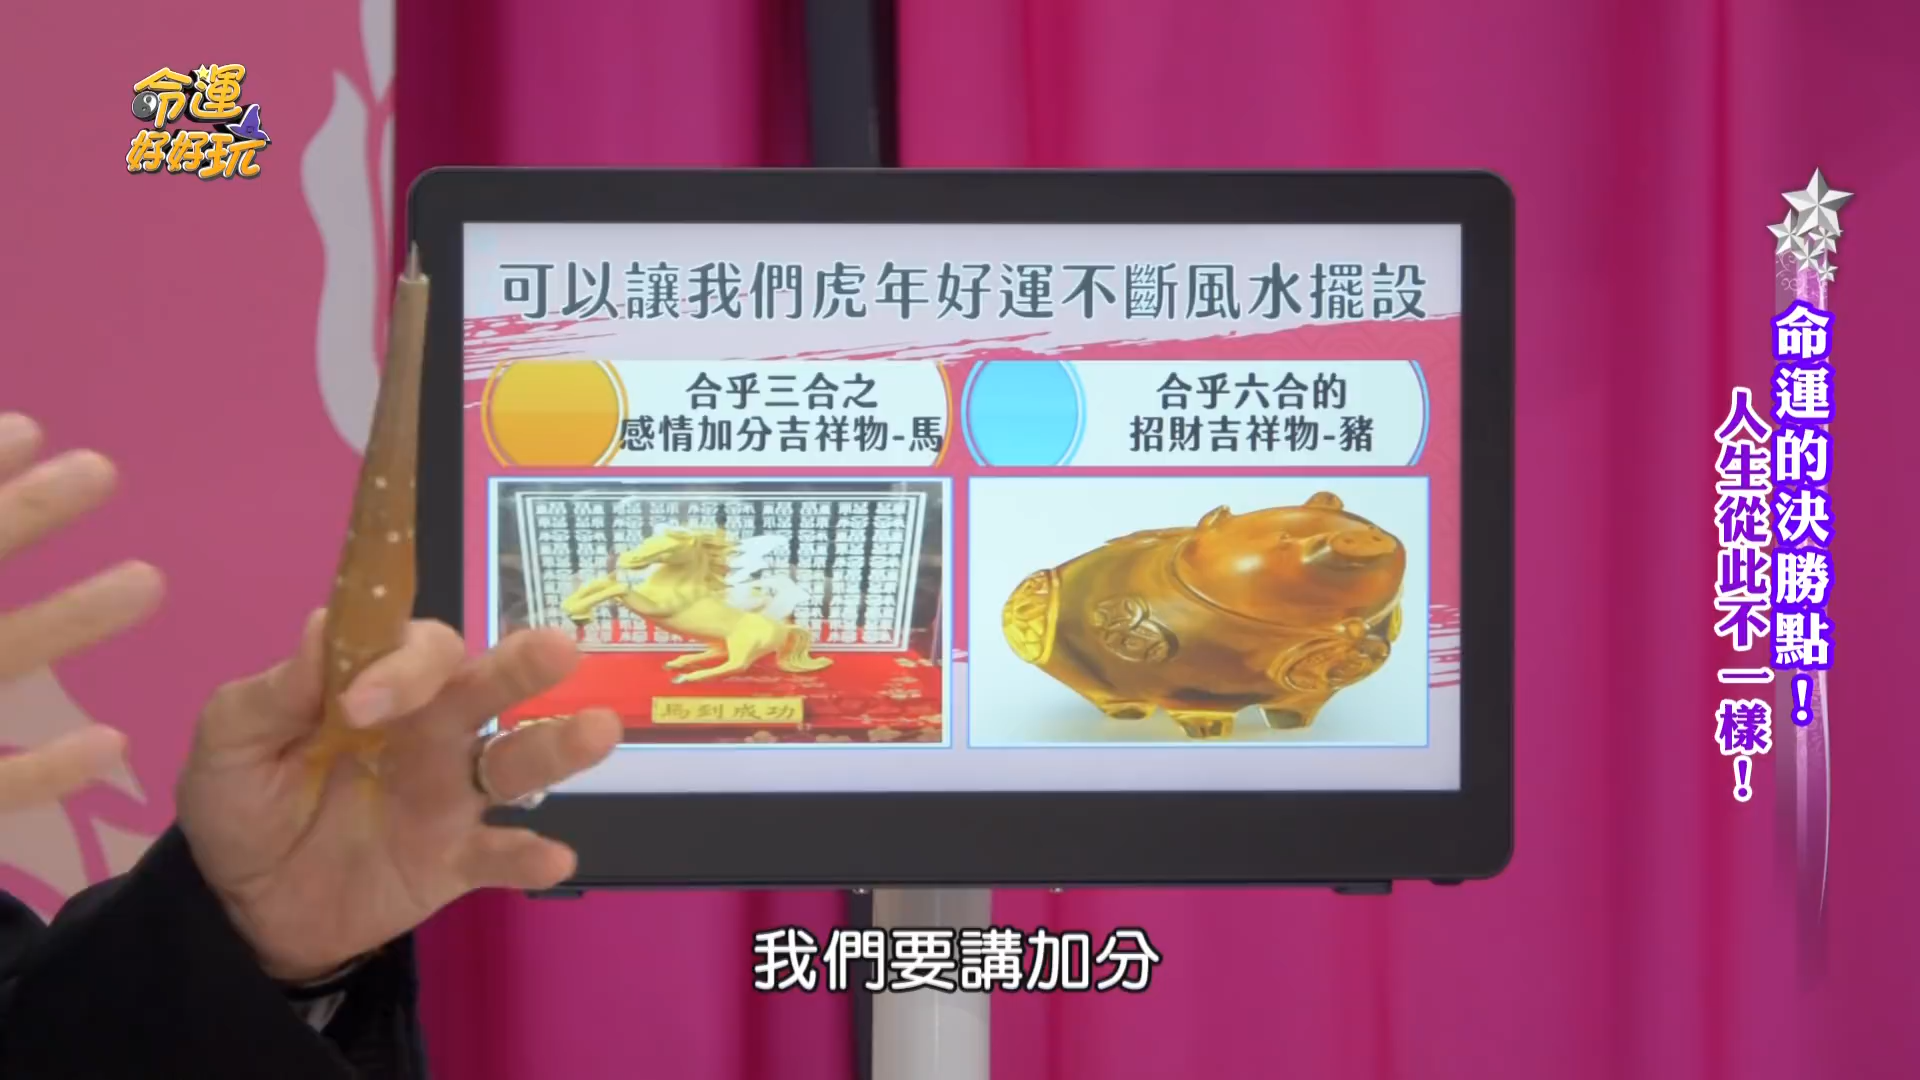 命運
好好玩
可以讓我們虎年好運不斷風水擺設
合乎三合之
感情加分吉祥物-馬
合乎六合的
招財吉祥物-豬
馬到成功
命運的決勝點！
人生從此不一樣！
我們要講加分